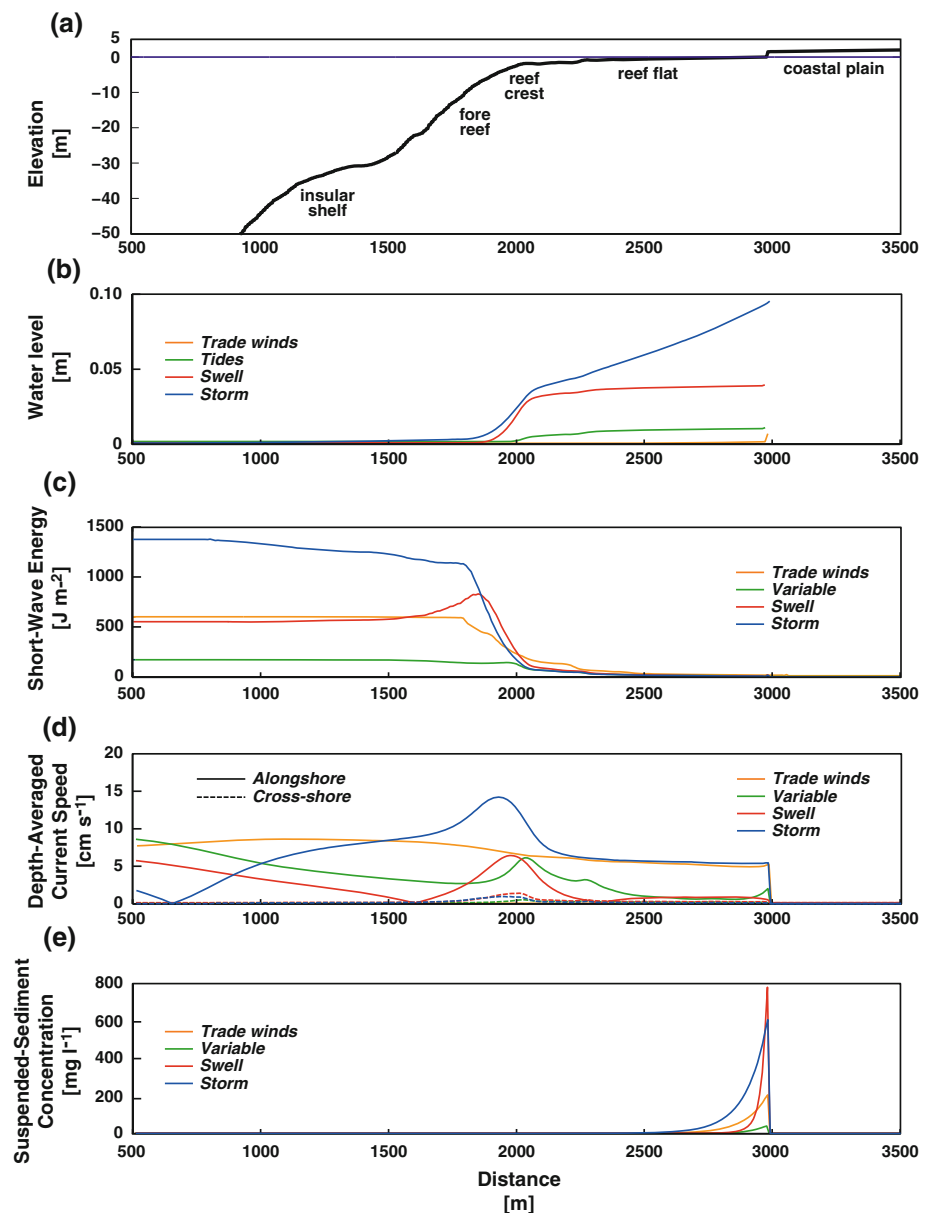 (a)
5
0
−10
−20
−30
−40
−50
Elevation
[m]
insular
shelf
fore
reef
reef
crest
reef flat
coastal plain
500 1000 1500 2000 2500 3000 3500
(b)
0.10
0.05
0
Water level
[m]
Trade winds
Tides
Swell
Storm
500 1000 1500 2000 2500 3000 3500
(c)
1500
1000
500
0
Short-Wave Energy
[J m-²]
Trade winds
Variable
Swell
Storm
500 1000 1500 2000 2500 3000 3500
(d)
20
15
10
5
0
Depth-Averaged
Current Speed
[cm s-¹]
Alongshore
Cross-shore
Trade winds
Variable
Swell
Storm
500 1000 1500 2000 2500 3000 3500
(e)
800
600
400
200
0
Suspended-Sediment
Concentration
[mg l-¹]
Trade winds
Variable
Swell
Storm
500 1000 1500 2000 2500 3000 3500
Distance
[m]